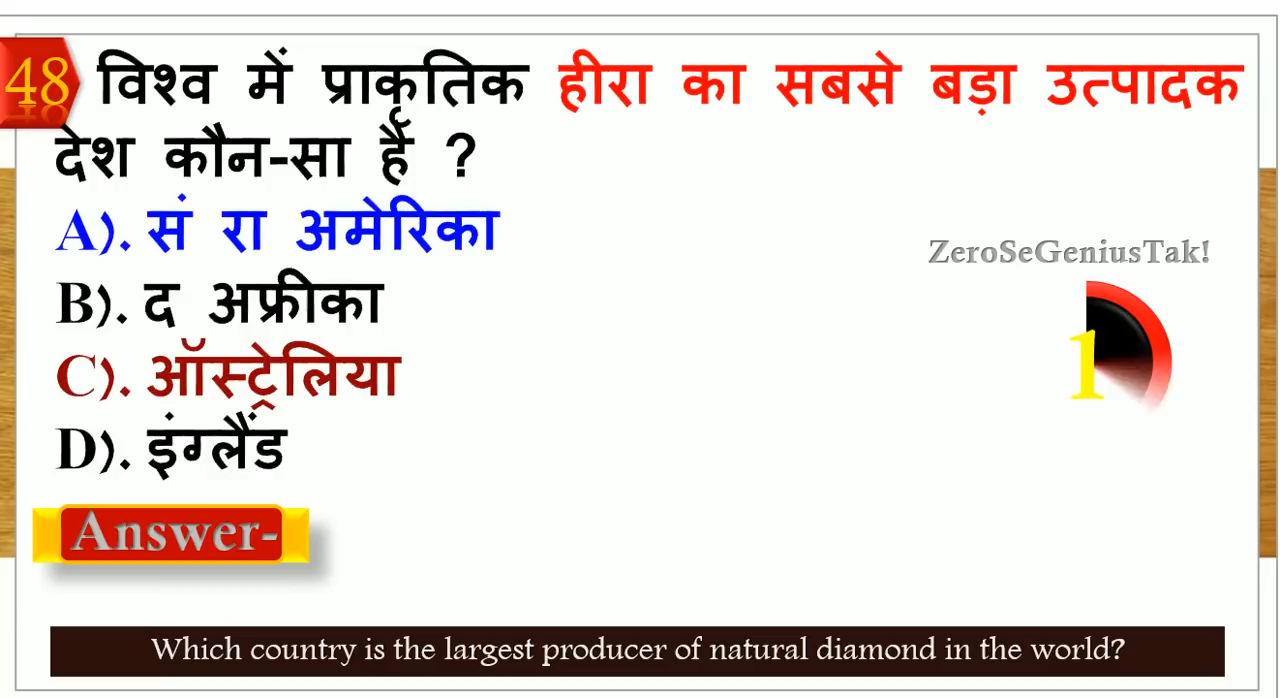 48 विश्व में प्राकृतिक हीरा का सबसे बड़ा उत्पादक
देश कौन-सा है ?
A). सं रा अमेरिका
ZeroSeGeniusTak!
B). द अफ्रीका
1
C). ऑस्ट्रेलिया
D). इंग्लैंड
Answer-
Which country is the largest producer of natural diamond in the world?